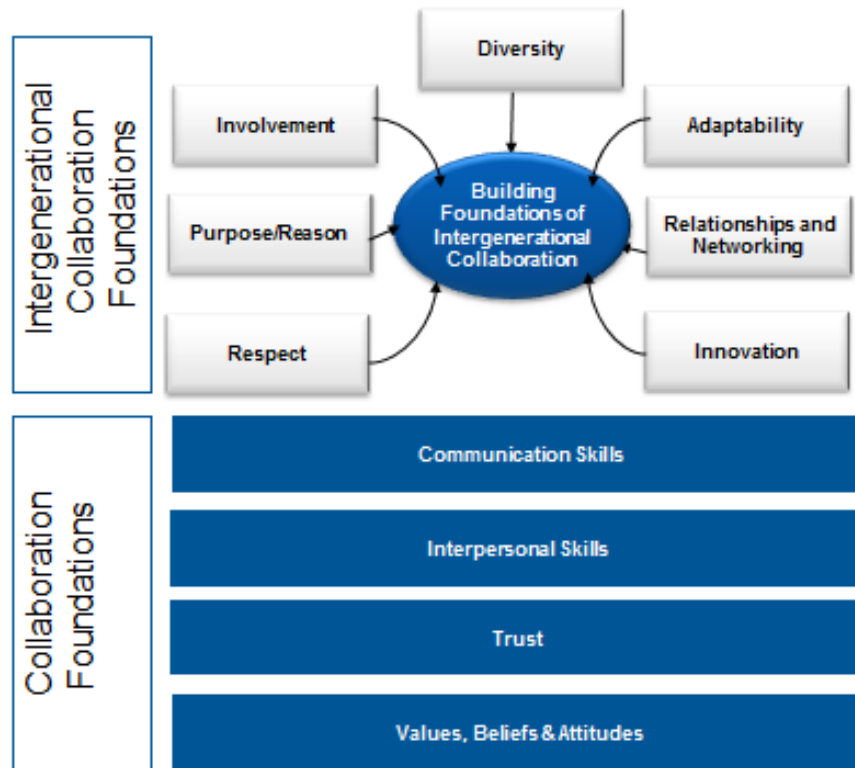 Intergenerational
Collaboration
Foundations
Diversity
Involvement
Adaptability
Purpose/Reason
Building
Foundations of
Intergenerational
Collaboration
Relationships and
Networking
Respect
Innovation
Collaboration
Foundations
Communication Skills
Interpersonal Skills
Trust
Values, Beliefs & Attitudes